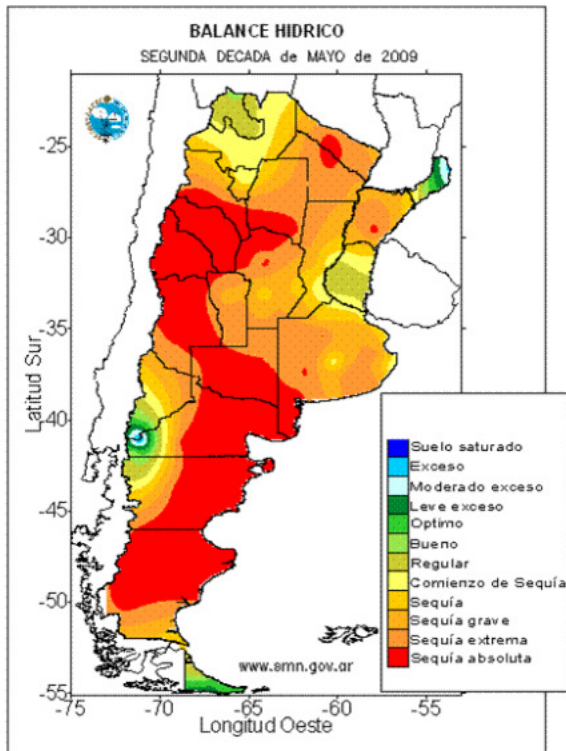 BALANCE HIDRICO
SEGUNDA DECADA de MAYO de 2009
-25
-30
-35
-40
-45
-50
-55
Latitud Sur
Suelo saturado
Exceso
Moderado exceso
Leve exceso
Optimo
Bueno
Regular
Comienzo de Sequía
Sequía
Sequía grave
Sequía extrema
Sequía absoluta
www.smn.gov.ar
-75 -70 -65 -60 -55
Longitud Oeste